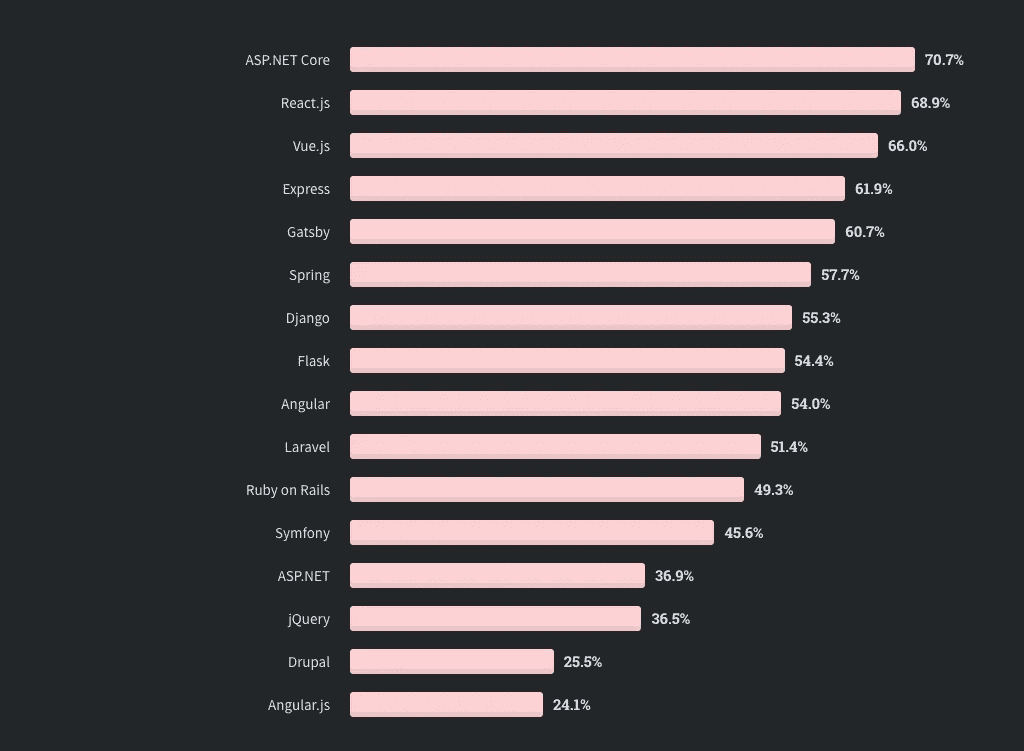 ASP.NET Core 70.7%
React.js 68.9%
Vue.js 66.0%
Express 61.9%
Gatsby 60.7%
Spring 57.7%
Django 55.3%
Flask 54.4%
Angular 54.0%
Laravel 51.4%
Ruby on Rails 49.3%
Symfony 45.6%
ASP.NET 36.9%
jQuery 36.5%
Drupal 25.5%
Angular.js 24.1%